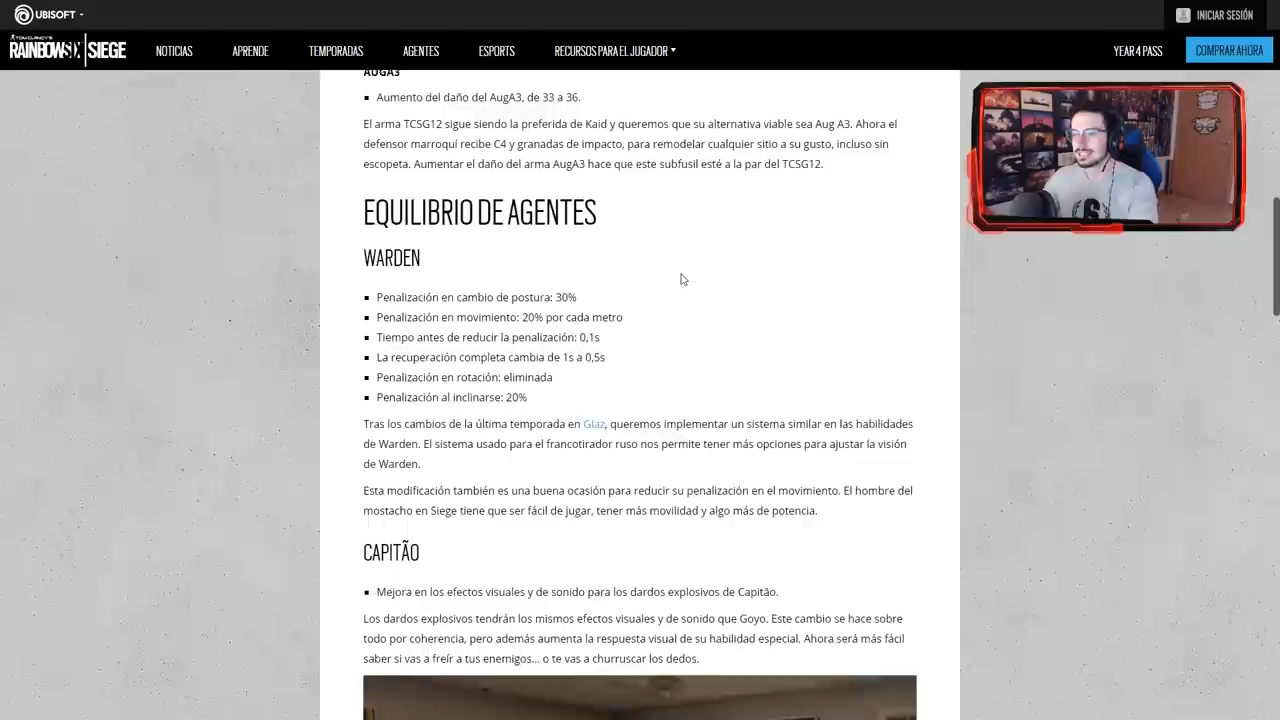 UBISOFT
INICIAR SESIÓN
TOM CLANCY'S
RAINBOWSIX | SIEGE
NOTICIAS
APRENDE
TEMPORADAS
AGENTES
ESPORTS
RECURSOS PARA EL JUGADOR
YEAR 4 PASS
COMPRAR AHORA
AUGA3
Aumento del daño del AugA3, de 33 a 36.
El arma TCSG12 sigue siendo la preferida de Kaid y queremos que su alternativa viable sea Aug A3. Ahora el
defensor marroquí recibe C4 y granadas de impacto, para remodelar cualquier sitio a su gusto, incluso sin
escopeta. Aumentar el daño del arma AugA3 hace que este subfusil esté a la par del TCSG12.
EQUILIBRIO DE AGENTES
WARDEN
Penalización en cambio de postura: 30%
Penalización en movimiento: 20% por cada metro
Tiempo antes de reducir la penalización: 0,1s
La recuperación completa cambia de 1s a 0,5s
Penalización en rotación: eliminada
Penalización al inclinarse: 20%
Tras los cambios de la última temporada en Glaz, queremos implementar un sistema similar en las habilidades
de Warden. El sistema usado para el francotirador ruso nos permite tener más opciones para ajustar la visión
de Warden.
Esta modificación también es una buena ocasión para reducir su penalización en el movimiento. El hombre del
mostacho en Siege tiene que ser fácil de jugar, tener más movilidad y algo más de potencia.
CAPITÃO
Mejora en los efectos visuales y de sonido para los dardos explosivos de Capitão.
Los dardos explosivos tendrán los mismos efectos visuales y de sonido que Goyo. Este cambio se hace sobre
todo por coherencia, pero además aumenta la respuesta visual de su habilidad especial. Ahora será más fácil
saber si vas a freír a tus enemigos... o te vas a churruscar los dedos.